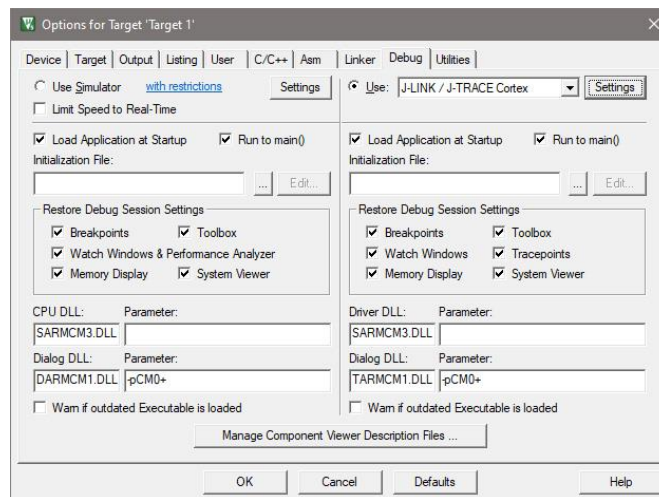 Options for Target 'Target 1'
Device Target Output Listing User C/C++ Asm Linker Debug Utilities
Use Simulator with restrictions Settings
Limit Speed to Real-Time
Use: J-LINK / J-TRACE Cortex Settings
Load Application at Startup Run to main()
Initialization File:
... Edit...
Load Application at Startup Run to main()
Initialization File:
... Edit...
Restore Debug Session Settings
Breakpoints Toolbox
Watch Windows & Performance Analyzer
Memory Display System Viewer
Restore Debug Session Settings
Breakpoints Toolbox
Watch Windows Tracepoints
Memory Display System Viewer
CPU DLL: Parameter:
SARMCM3.DLL
Dialog DLL: Parameter:
DARMCM1.DLL -pCM0+
Warn if outdated Executable is loaded
Driver DLL: Parameter:
SARMCM3.DLL
Dialog DLL: Parameter:
TARMCM1.DLL -pCM0+
Warn if outdated Executable is loaded
Manage Component Viewer Description Files ...
OK Cancel Defaults Help